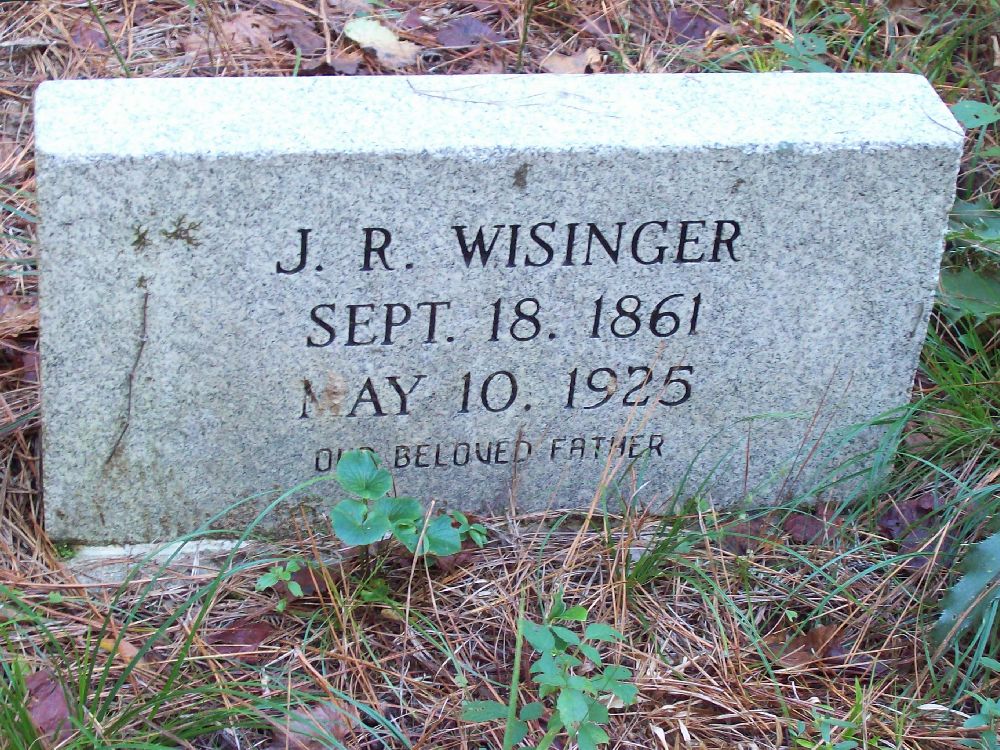 J. R. WISINGER
SEPT. 18. 1861
MAY 10. 1925
OUR BELOVED FATHER